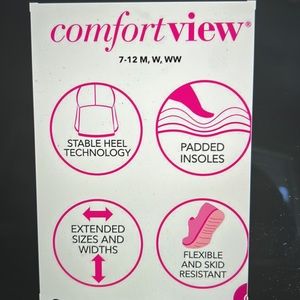 comfortview®
7-12 M, W, WW
STABLE HEEL
TECHNOLOGY
PADDED
INSOLES
EXTENDED
SIZES AND
WIDTHS
FLEXIBLE
AND SKID
RESISTANT